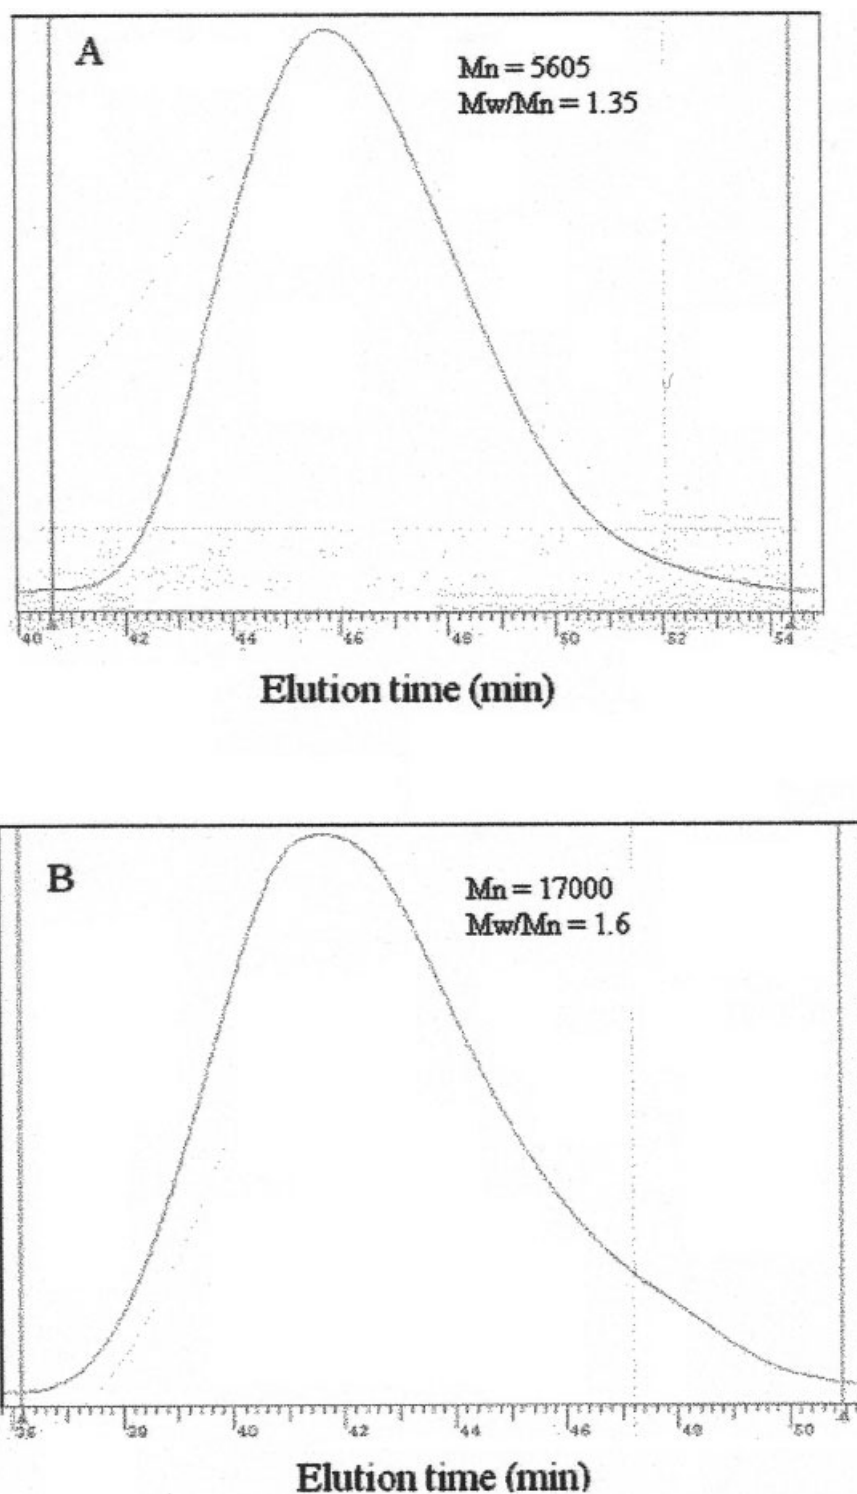 A
Mn = 5605
Mw/Mn = 1.35
40 42 44 46 48 50 52 54
Elution time (min)
B
Mn = 17000
Mw/Mn = 1.6
40 42 44 46 48 50
Elution time (min)